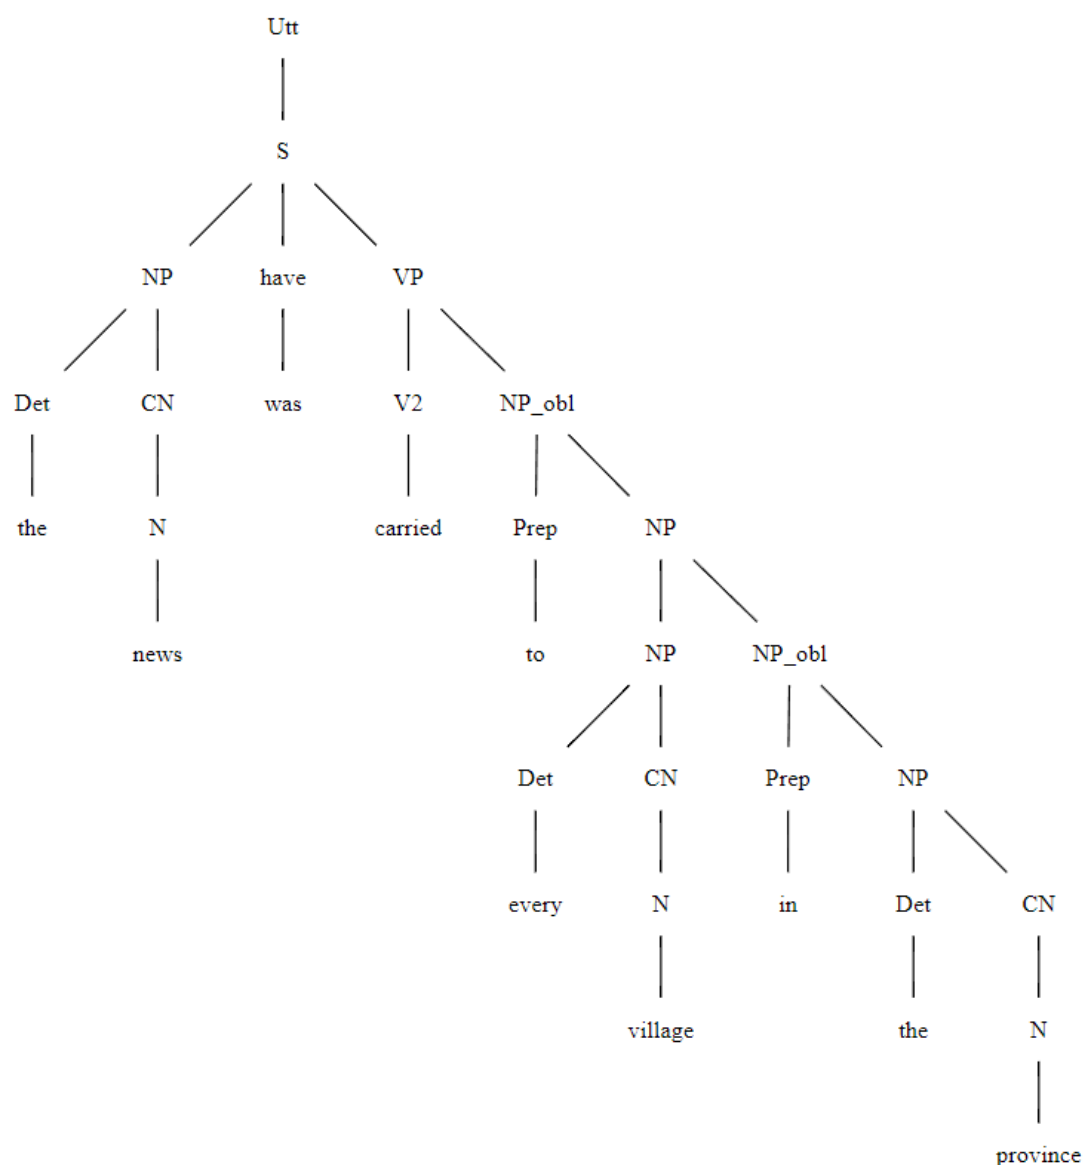 Utt
S
NP have VP
Det CN was V2 NP_obl
the N carried Prep NP
news to NP NP_obl
Det CN Prep NP
every N in Det CN
village the N
province